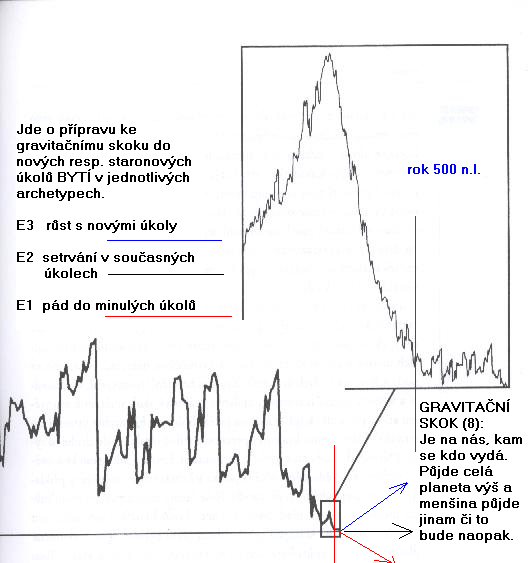 Jde o přípravu ke
gravitačnímu skoku do
nových resp. staronových
úkolů BYTÍ v jednotlivých
archetypech.
E3 růst s novými úkoly
E2 setrvání v současných
úkolech
E1 pád do minulých úkolů
rok 500 n.l.
GRAVITAČNÍ
SKOK (8):
Je na nás, kam
se kdo vydá.
Půjde celá
planeta výš a
menšina půjde
jinam či to
bude naopak.